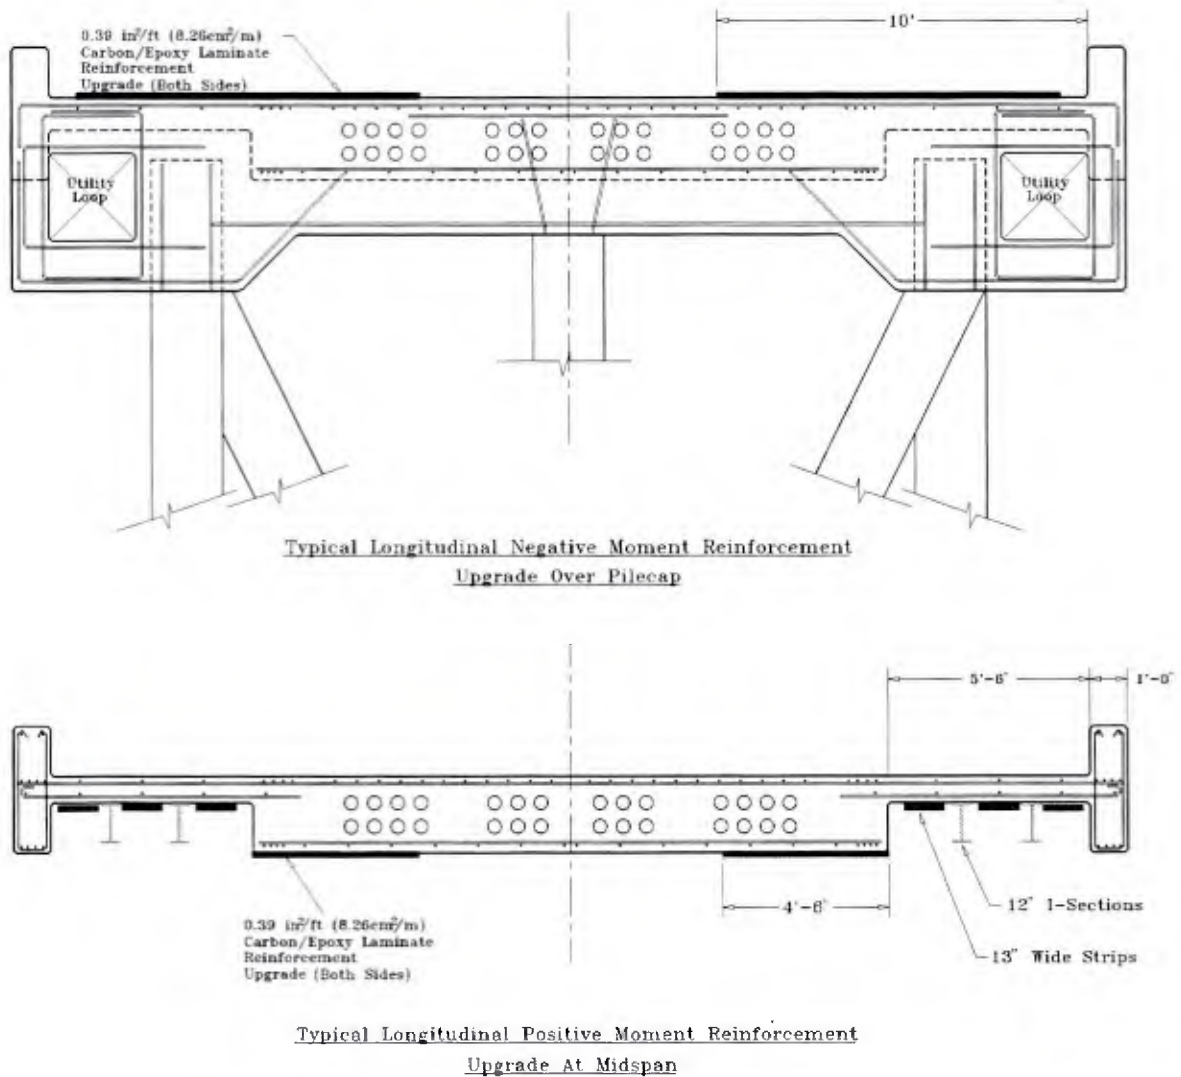 10'
0.39 in²/ft (8.26cm²/m)
Carbon/Epoxy Laminate
Reinforcement
Upgrade (Both Sides)
Utility
Loop
Utility
Loop
Typical Longitudinal Negative Moment Reinforcement
Upgrade Over Pilecap
5'-6"
1'-0"
4'-6"
12" I-Sections
0.39 in²/ft (8.26cm²/m)
Carbon/Epoxy Laminate
Reinforcement
Upgrade (Both Sides)
13" Wide Strips
Typical Longitudinal Positive Moment Reinforcement
Upgrade At Midspan